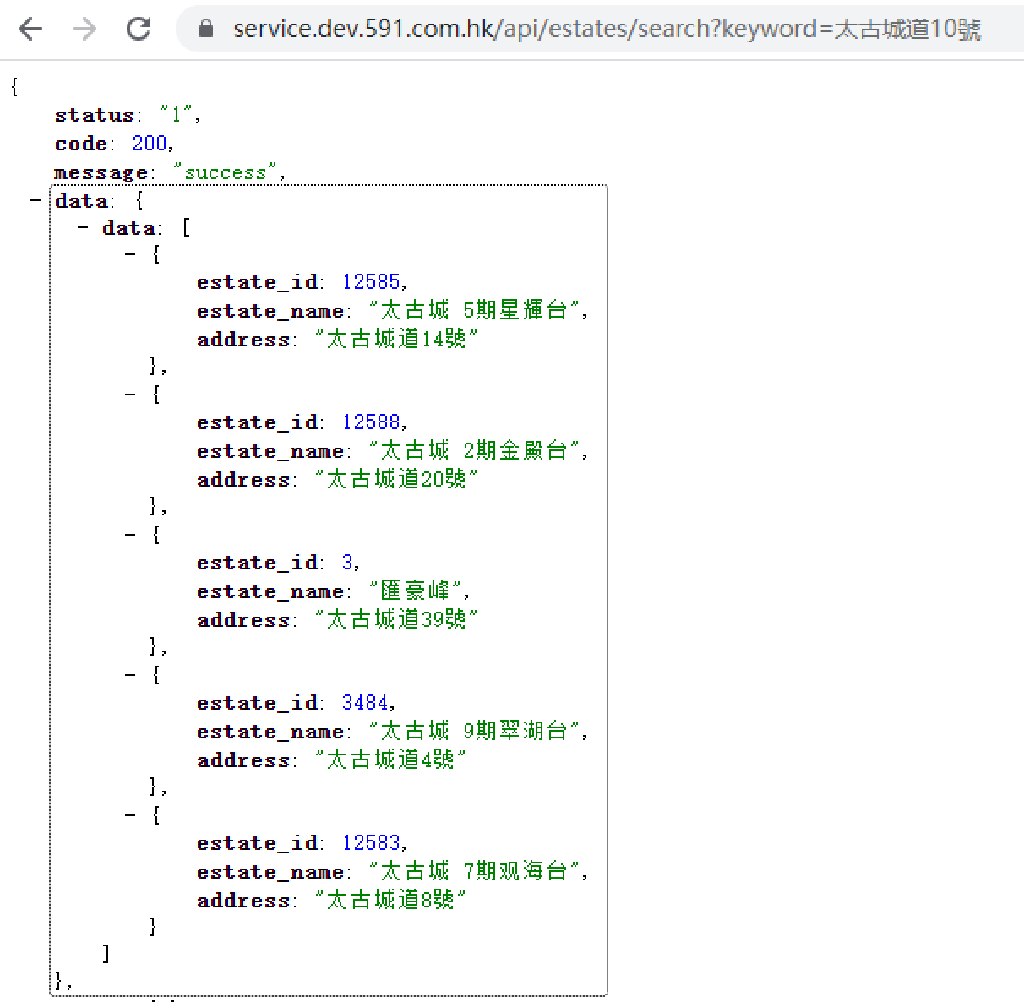 service.dev.591.com.hk/api/estates/search?keyword=太古城道10號
{
status: "1",
code: 200,
message: "success",
- data: {
- data: [
- {
estate_id: 12585,
estate_name: "太古城 5期星輝台",
address: "太古城道14號"
},
- {
estate_id: 12588,
estate_name: "太古城 2期金殿台",
address: "太古城道20號"
},
- {
estate_id: 3,
estate_name: "匯豪峰",
address: "太古城道39號"
},
- {
estate_id: 3484,
estate_name: "太古城 9期翠湖台",
address: "太古城道4號"
},
- {
estate_id: 12583,
estate_name: "太古城 7期观海台",
address: "太古城道8號"
}
]
},